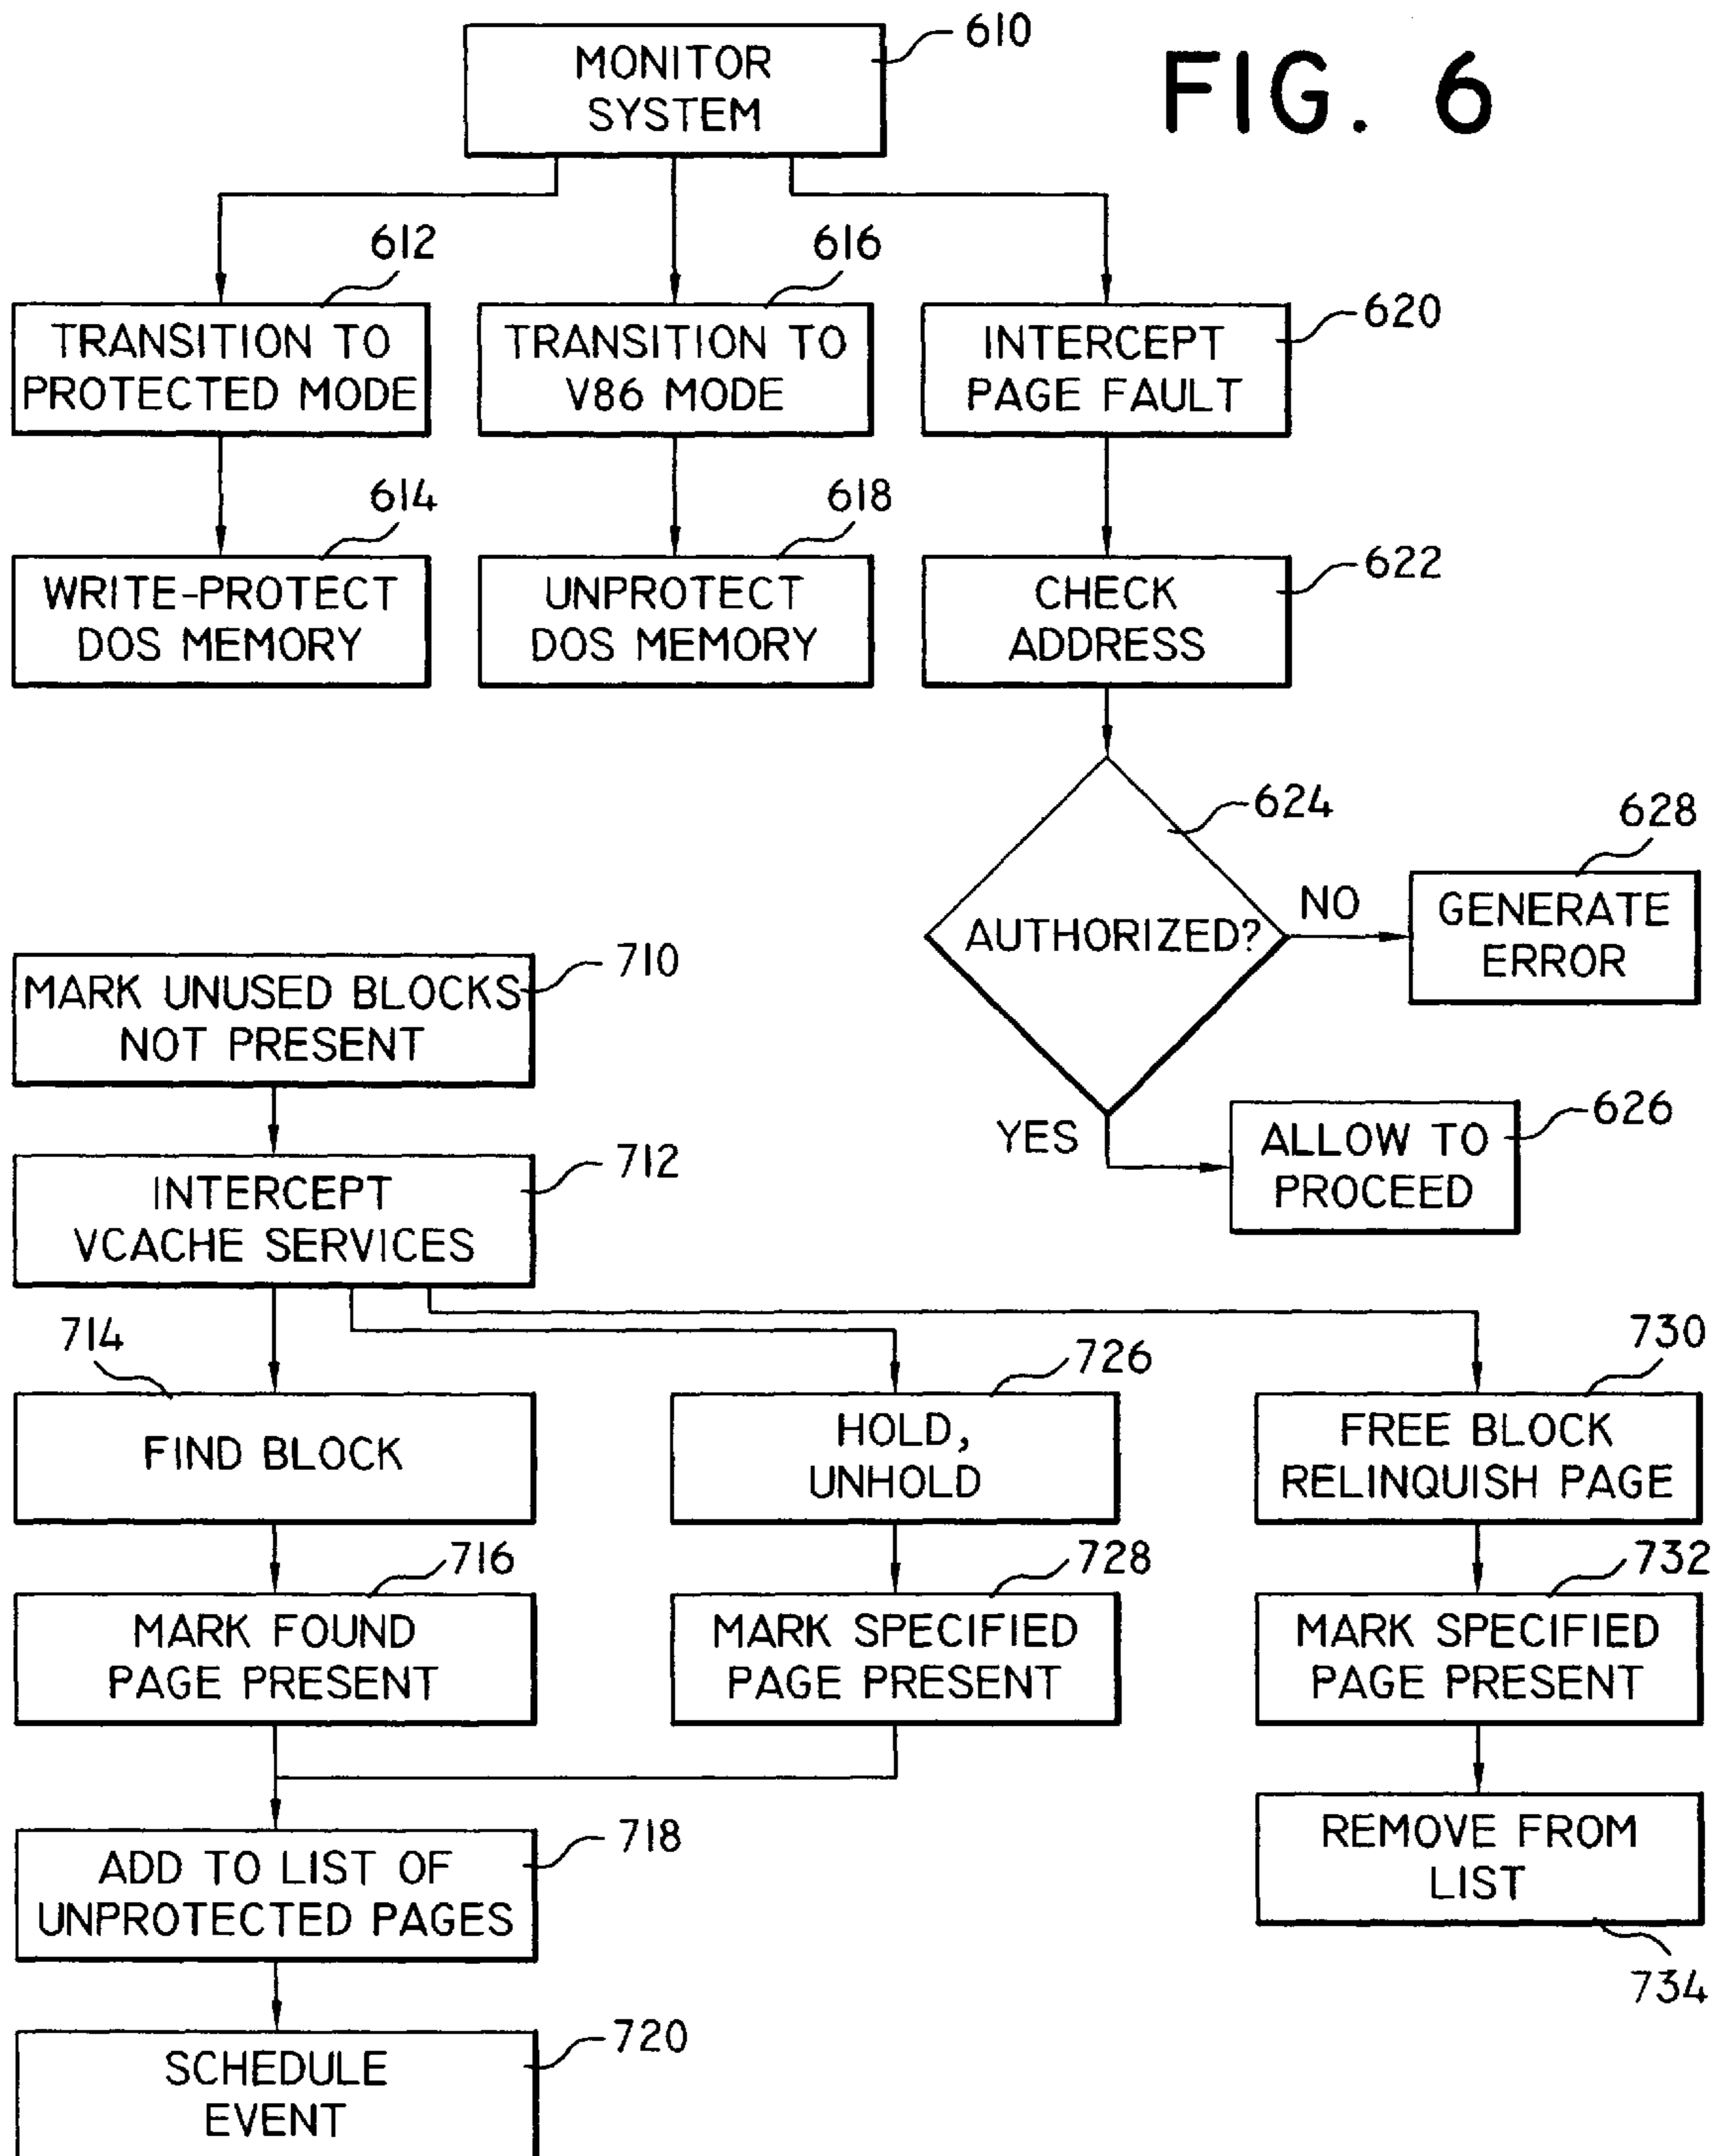 FIG. 6
610
MONITOR
SYSTEM
612
TRANSITION TO
PROTECTED MODE
616
TRANSITION TO
V86 MODE
620
INTERCEPT
PAGE FAULT
614
WRITE-PROTECT
DOS MEMORY
618
UNPROTECT
DOS MEMORY
622
CHECK
ADDRESS
624
AUTHORIZED?
NO
628
GENERATE
ERROR
YES
626
ALLOW TO
PROCEED
710
MARK UNUSED BLOCKS
NOT PRESENT
712
INTERCEPT
VCACHE SERVICES
714
FIND BLOCK
726
HOLD,
UNHOLD
730
FREE BLOCK
RELINQUISH PAGE
716
MARK FOUND
PAGE PRESENT
728
MARK SPECIFIED
PAGE PRESENT
732
MARK SPECIFIED
PAGE PRESENT
718
ADD TO LIST OF
UNPROTECTED PAGES
REMOVE FROM
LIST
734
720
SCHEDULE
EVENT